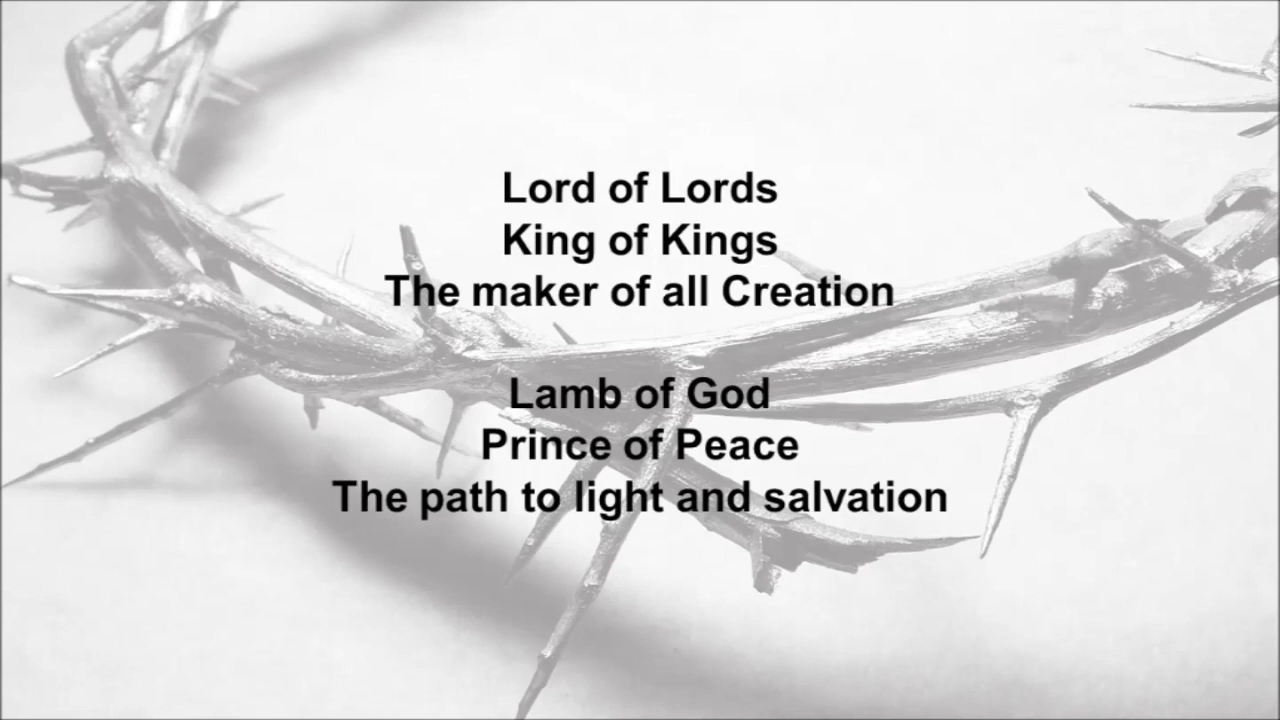 Lord of Lords
King of Kings
The maker of all Creation
Lamb of God
Prince of Peace
The path to light and salvation